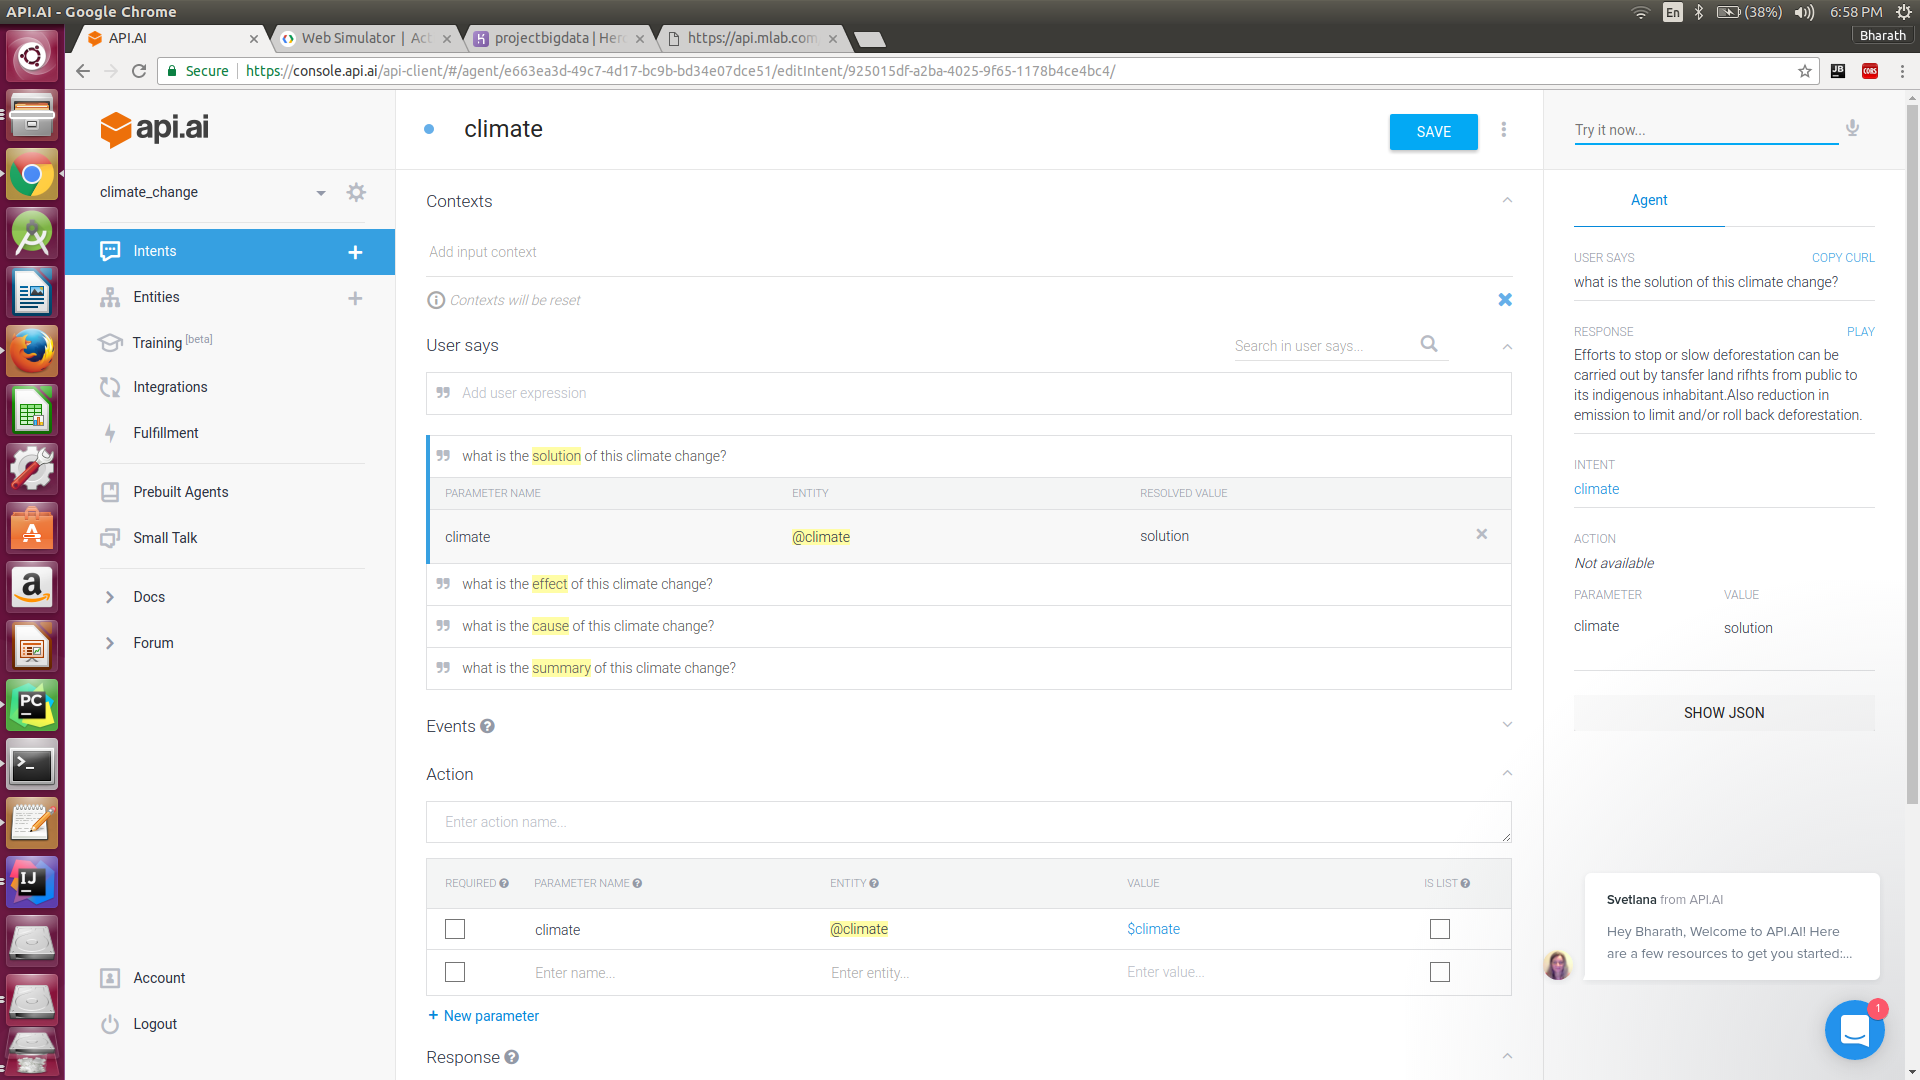 API.AI - Google Chrome
En (38%) 6:58 PM
Bharath
API.AI
Web Simulator | Act
projectbigdata | Her
https://api.mlab.com
Secure https://console.api.ai/api-client/#/agent/e663ea3d-49c7-4d17-bc9b-bd34e07dce51/editIntent/925015df-a2ba-4025-9f65-1178b4ce4bc4/
JB
CORS
api.ai
climate_change
Intents
Entities
Training [beta]
Integrations
Fulfillment
Prebuilt Agents
Small Talk
Docs
Forum
Account
Logout
climate
SAVE
Contexts
Add input context
Contexts will be reset
User says
Search in user says...
Add user expression
what is the solution of this climate change?
PARAMETER NAME ENTITY RESOLVED VALUE
climate @climate solution
what is the effect of this climate change?
what is the cause of this climate change?
what is the summary of this climate change?
Events
Action
Enter action name...
REQUIRED PARAMETER NAME ENTITY VALUE IS LIST
climate @climate $climate
Enter name... Enter entity... Enter value...
+ New parameter
Response
Try it now...
Agent
USER SAYS COPY CURL
what is the solution of this climate change?
RESPONSE PLAY
Efforts to stop or slow deforestation can be
carried out by tansfer land rifhts from public to
its indigenous inhabitant.Also reduction in
emission to limit and/or roll back deforestation.
INTENT
climate
ACTION
Not available
PARAMETER VALUE
climate solution
SHOW JSON
Svetlana from API.AI
Hey Bharath, Welcome to API.AI! Here
are a few resources to get you started:...
1
PC
IJ